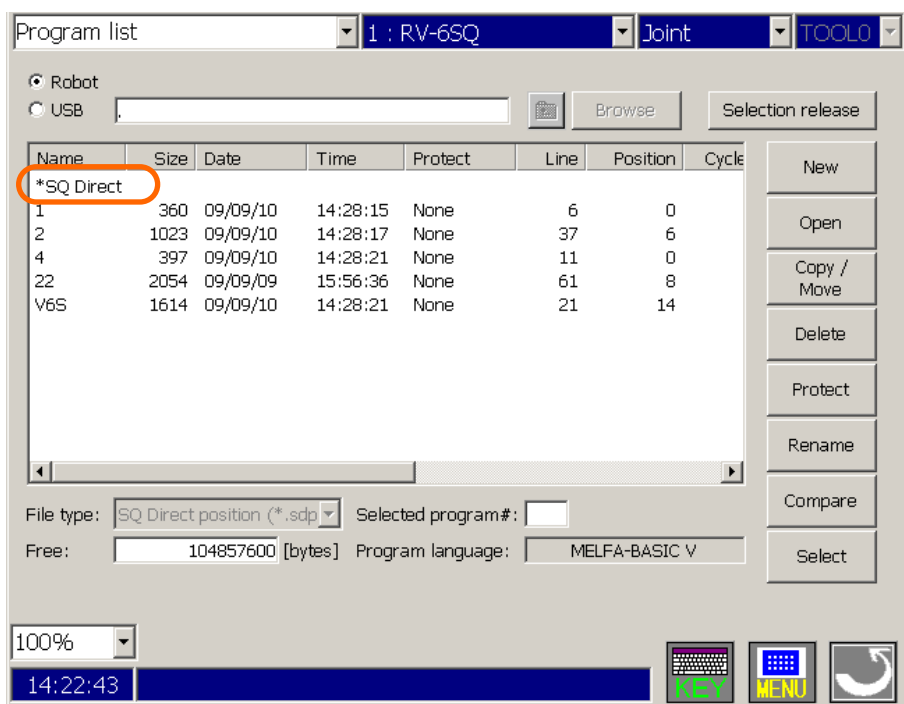 Program list 1 : RV-6SQ Joint TOOL0
Robot
USB . Browse Selection release
Name Size Date Time Protect Line Position Cycle
*SQ Direct
1 360 09/09/10 14:28:15 None 6 0
2 1023 09/09/10 14:28:17 None 37 6
4 397 09/09/10 14:28:21 None 11 0
22 2054 09/09/09 15:56:36 None 61 8
V6S 1614 09/09/10 14:28:21 None 21 14
New
Open
Copy /
Move
Delete
Protect
Rename
Compare
Select
File type: SQ Direct position (*.sdp Selected program#:
Free: 104857600 [bytes] Program language: MELFA-BASIC V
100%
14:22:43 KEY MENU